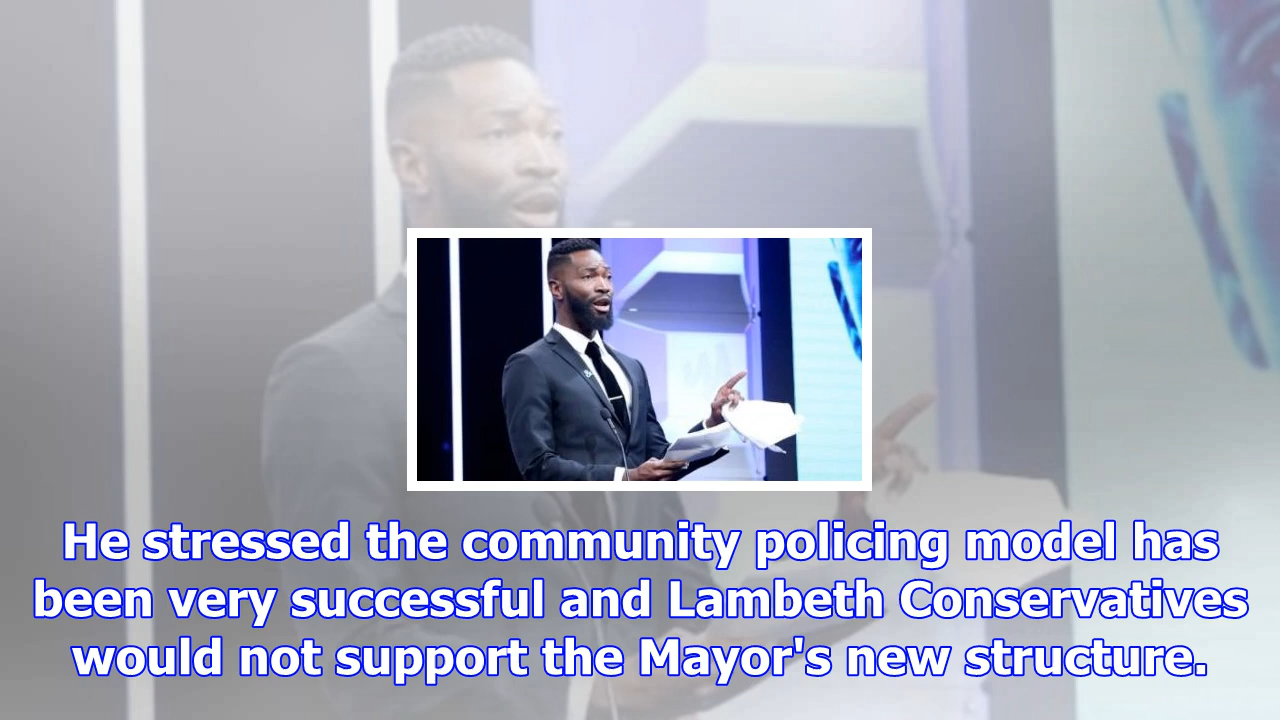 He stressed the community policing model has
been very successful and Lambeth Conservatives
would not support the Mayor's new structure.